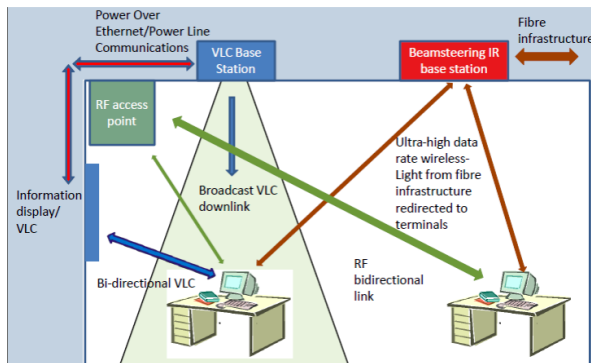 Power Over
Ethernet/Power Line
Communications
VLC Base
Station
Beamsteering IR
base station
Fibre
infrastructure
RF access
point
Broadcast VLC
downlink
Ultra-high data
rate wireless-
Light from fibre
infrastructure
redirected to
terminals
Information
display/
VLC
Bi-directional VLC
RF
bidirectional
link